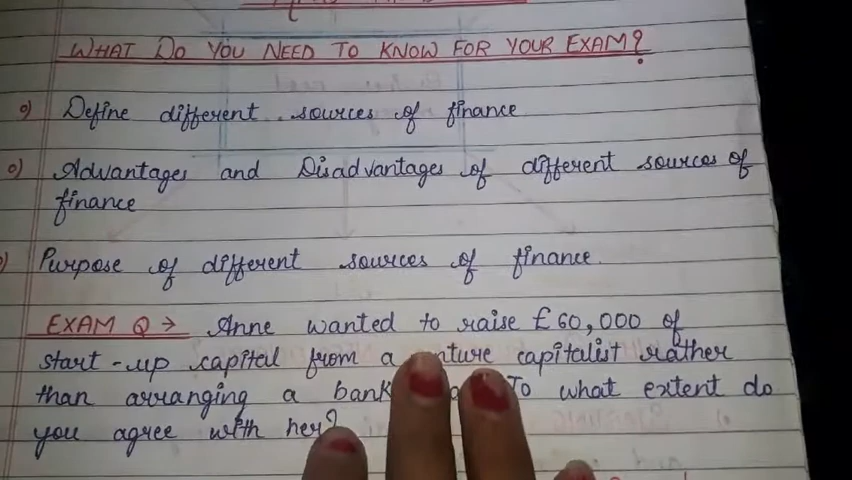 WHAT DO YOU NEED TO KNOW FOR YOUR EXAM?
Define different sources of finance
Advantages and Disadvantages of different sources of
finance
Purpose of different sources of finance.
EXAM Q → Anne wanted to raise £60,000 of
start-up capital from a capitalist rather
than arranging a bank To what extent do
you agree with her?